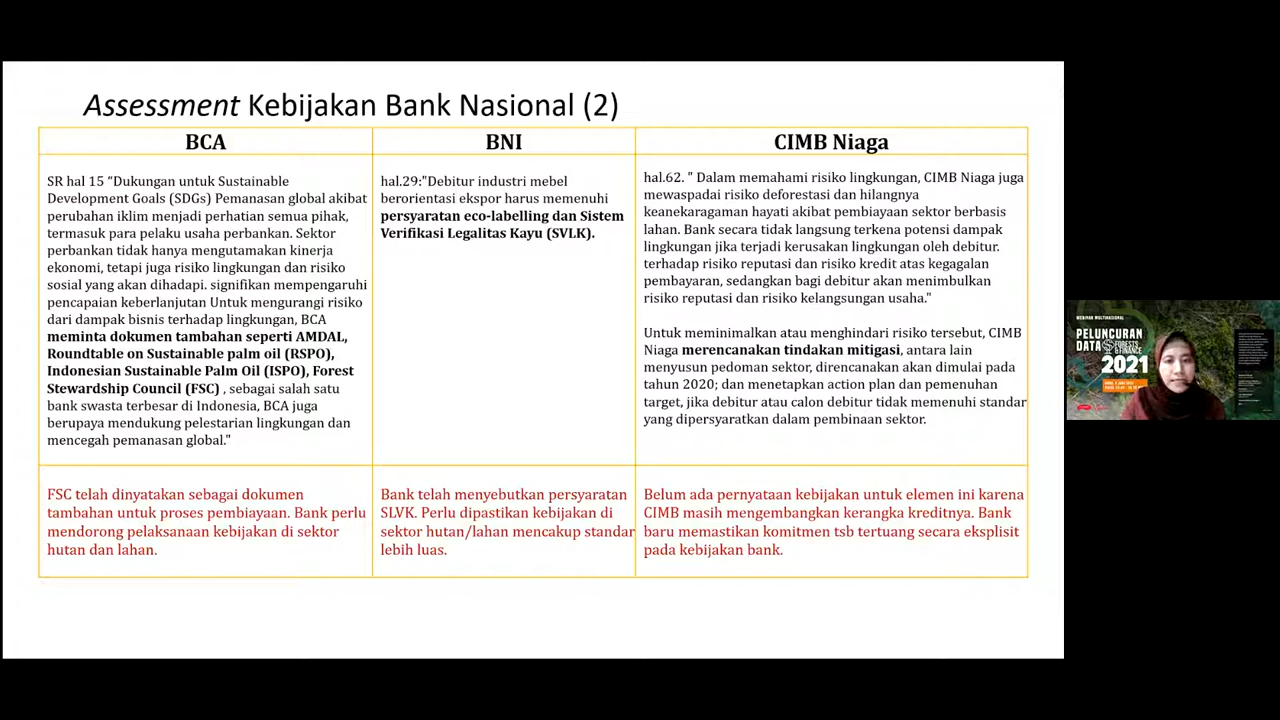 Assessment Kebijakan Bank Nasional (2)
BCA
SR hal 15 “Dukungan untuk Sustainable
Development Goals (SDGs) Pemanasan global akibat
perubahan iklim menjadi perhatian semua pihak,
termasuk para pelaku usaha perbankan. Sektor
perbankan tidak hanya mengutamakan kinerja
ekonomi, tetapi juga risiko lingkungan dan risiko
sosial yang akan dihadapi. signifikan mempengaruhi
pencapaian keberlanjutan Untuk mengurangi risiko
dari dampak bisnis terhadap lingkungan, BCA
meminta dokumen tambahan seperti AMDAL,
Roundtable on Sustainable palm oil (RSPO),
Indonesian Sustainable Palm Oil (ISPO), Forest
Stewardship Council (FSC) , sebagai salah satu
bank swasta terbesar di Indonesia, BCA juga
berupaya mendukung pelestarian lingkungan dan
mencegah pemanasan global."
FSC telah dinyatakan sebagai dokumen
tambahan untuk proses pembiayaan. Bank perlu
mendorong pelaksanaan kebijakan di sektor
hutan dan lahan.
BNI
hal.29:"Debitur industri mebel
berorientasi ekspor harus memenuhi
persyaratan eco-labelling dan Sistem
Verifikasi Legalitas Kayu (SVLK).
Bank telah menyebutkan persyaratan
SLVK. Perlu dipastikan kebijakan di
sektor hutan/lahan mencakup standar
lebih luas.
CIMB Niaga
hal.62. " Dalam memahami risiko lingkungan, CIMB Niaga juga
mewaspadai risiko deforestasi dan hilangnya
keanekaragaman hayati akibat pembiayaan sektor berbasis
lahan. Bank secara tidak langsung terkena potensi dampak
lingkungan jika terjadi kerusakan lingkungan oleh debitur.
terhadap risiko reputasi dan risiko kredit atas kegagalan
pembayaran, sedangkan bagi debitur akan menimbulkan
risiko reputasi dan risiko kelangsungan usaha."
Untuk meminimalkan atau menghindari risiko tersebut, CIMB
Niaga merencanakan tindakan mitigasi, antara lain
menyusun pedoman sektor, direncanakan akan dimulai pada
tahun 2020; dan menetapkan action plan dan pemenuhan
target, jika debitur atau calon debitur tidak memenuhi standar
yang dipersyaratkan dalam pembinaan sektor.
Belum ada pernyataan kebijakan untuk elemen ini karena
CIMB masih mengembangkan kerangka kreditnya. Bank
baru memastikan komitmen tsb tertuang secara eksplisit
pada kebijakan bank.
WEBINAR MULTINASIONAL
PELUNCURAN
DATA FORESTS & FINANCE
2021